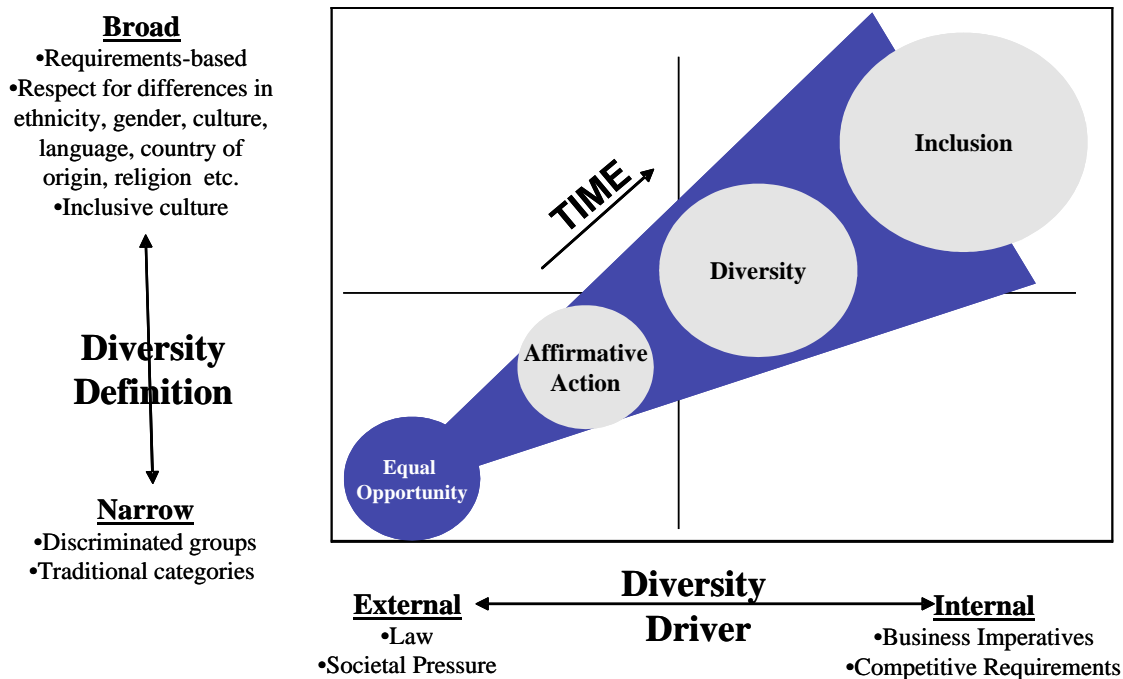 Broad
•Requirements-based
•Respect for differences in
ethnicity, gender, culture,
language, country of
origin, religion etc.
•Inclusive culture
Diversity
Definition
Narrow
•Discriminated groups
•Traditional categories
TIME
Inclusion
Diversity
Affirmative
Action
Equal
Opportunity
Diversity
Driver
External
•Law
•Societal Pressure
Internal
•Business Imperatives
•Competitive Requirements